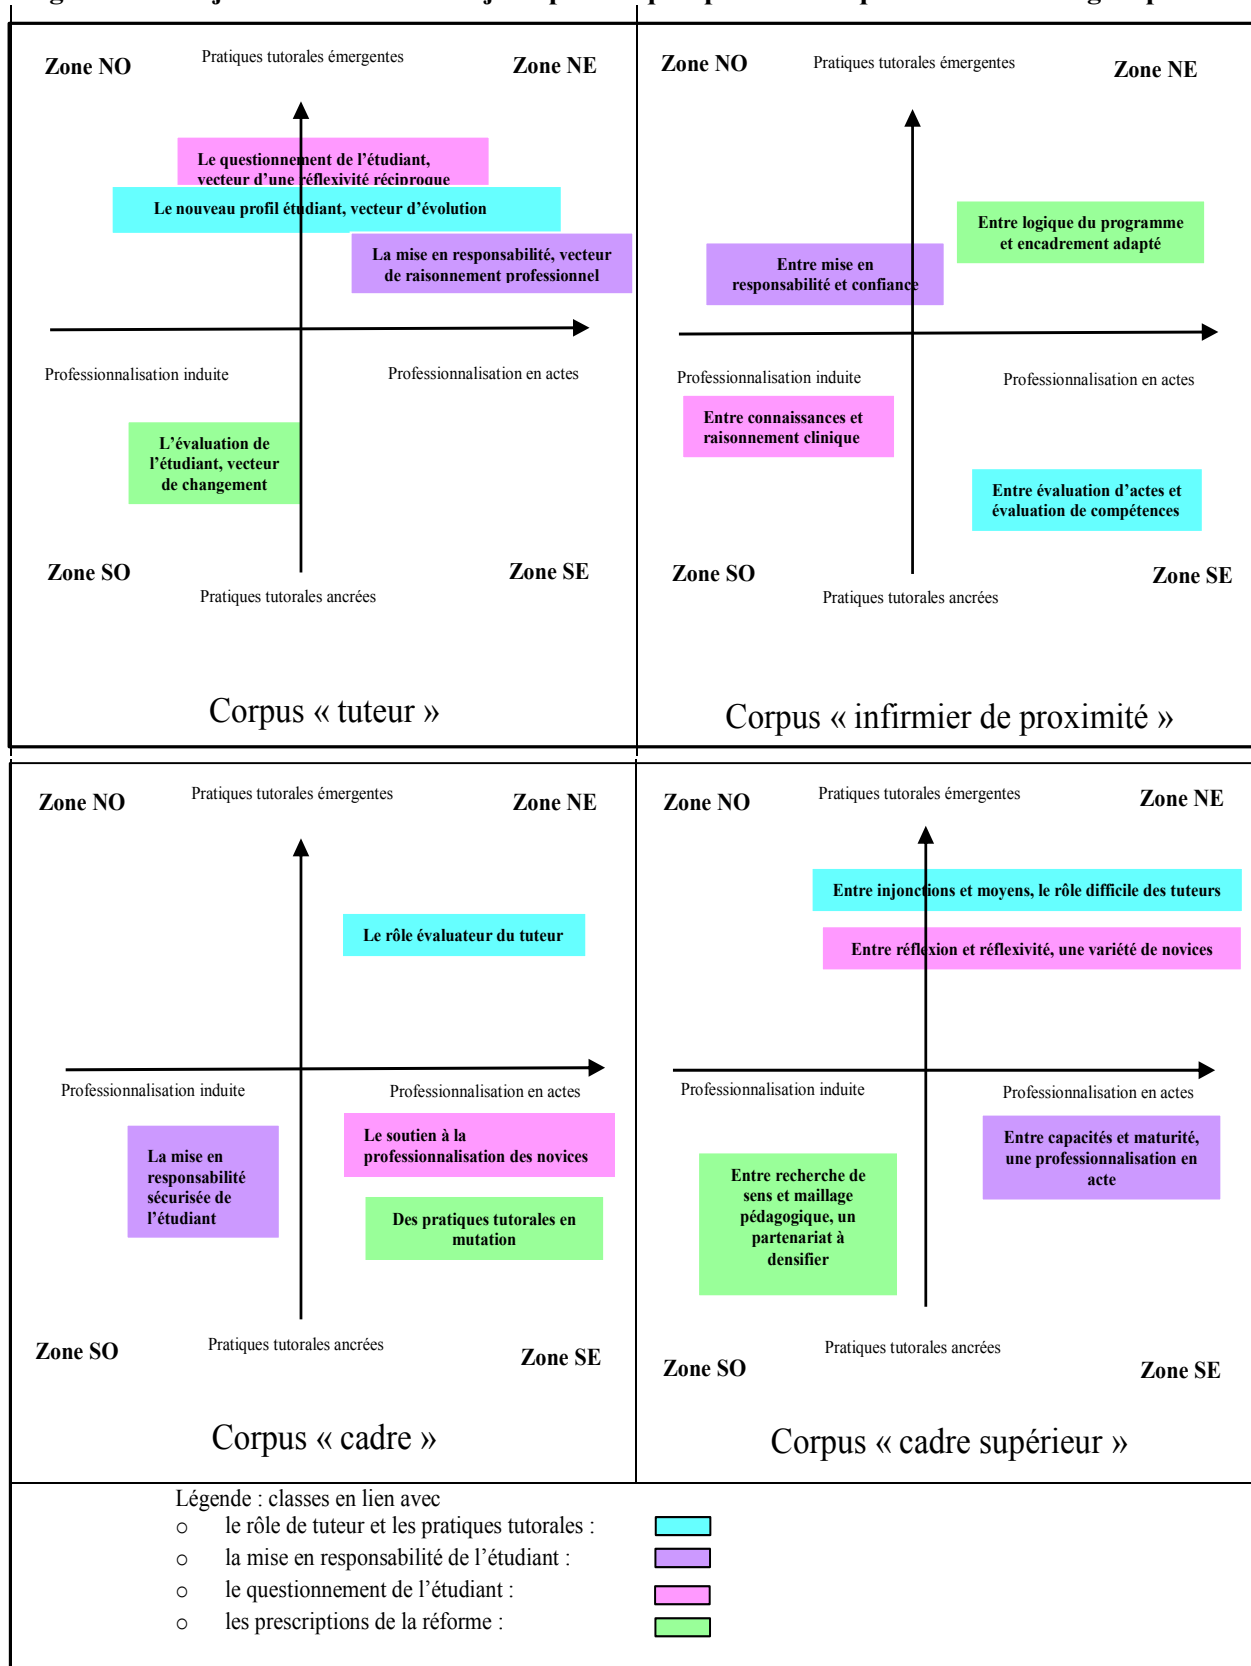 Zone NO
Pratiques tutorales émergentes
Zone NE
Le questionnement de l'étudiant,
vecteur d'une réflexivité réciproque
Le nouveau profil étudiant, vecteur d'évolution
La mise en responsabilité, vecteur
de raisonnement professionnel
Professionnalisation induite
Professionnalisation en actes
L'évaluation de
l'étudiant, vecteur
de changement
Zone SO
Zone SE
Pratiques tutorales ancrées
Corpus « tuteur »
Zone NO
Pratiques tutorales émergentes
Zone NE
Entre logique du programme
et encadrement adapté
Entre mise en
responsabilité et confiance
Professionnalisation induite
Professionnalisation en actes
Entre connaissances et
raisonnement clinique
Entre évaluation d'actes et
évaluation de compétences
Zone SO
Zone SE
Pratiques tutorales ancrées
Corpus « infirmier de proximité »
Zone NO
Pratiques tutorales émergentes
Zone NE
Le rôle évaluateur du tuteur
Professionnalisation induite
Professionnalisation en actes
La mise en
responsabilité
sécurisée de
l'étudiant
Le soutien à la
professionnalisation des novices
Des pratiques tutorales en
mutation
Zone SO
Pratiques tutorales ancrées
Zone SE
Corpus « cadre »
Zone NO
Pratiques tutorales émergentes
Zone NE
Entre injonctions et moyens, le rôle difficile des tuteurs
Entre réflexion et réflexivité, une variété de novices
Professionnalisation induite
Professionnalisation en actes
Entre capacités et maturité,
une professionnalisation en
acte
Entre recherche de
sens et maillage
pédagogique, un
partenariat à
densifier
Pratiques tutorales ancrées
Zone SO
Zone SE
Corpus « cadre supérieur »
Légende : classes en lien avec
o le rôle de tuteur et les pratiques tutorales :
o la mise en responsabilité de l'étudiant :
o le questionnement de l'étudiant :
o les prescriptions de la réforme :